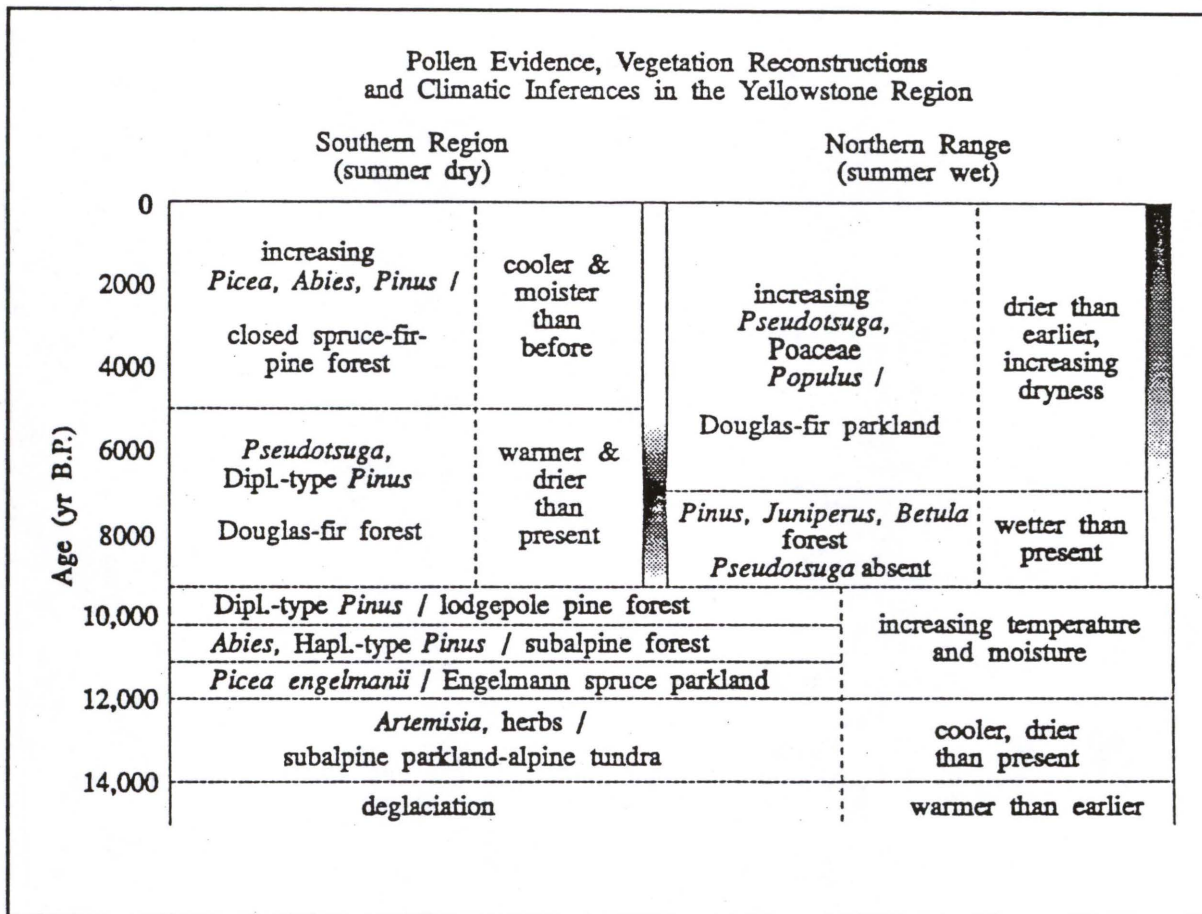 Pollen Evidence, Vegetation Reconstructions
and Climatic Inferences in the Yellowstone Region
Southern Region
(summer dry)
Northern Range
(summer wet)
Age (yr B.P.)
0
2000
4000
6000
8000
10,000
12,000
14,000
increasing
Picea, Abies, Pinus /
closed spruce-fir-
pine forest
cooler &
moister
than
before
Pseudotsuga,
Dipl.-type Pinus
Douglas-fir forest
warmer &
drier
than
present
increasing
Pseudotsuga,
Poaceae
Populus /
Douglas-fir parkland
drier than
earlier,
increasing
dryness
Pinus, Juniperus, Betula
forest
Pseudotsuga absent
wetter than
present
Dipl.-type Pinus / lodgepole pine forest
Abies, Hapl.-type Pinus / subalpine forest
Picea engelmanii / Engelmann spruce parkland
increasing temperature
and moisture
Artemisia, herbs /
subalpine parkland-alpine tundra
cooler, drier
than present
deglaciation
warmer than earlier